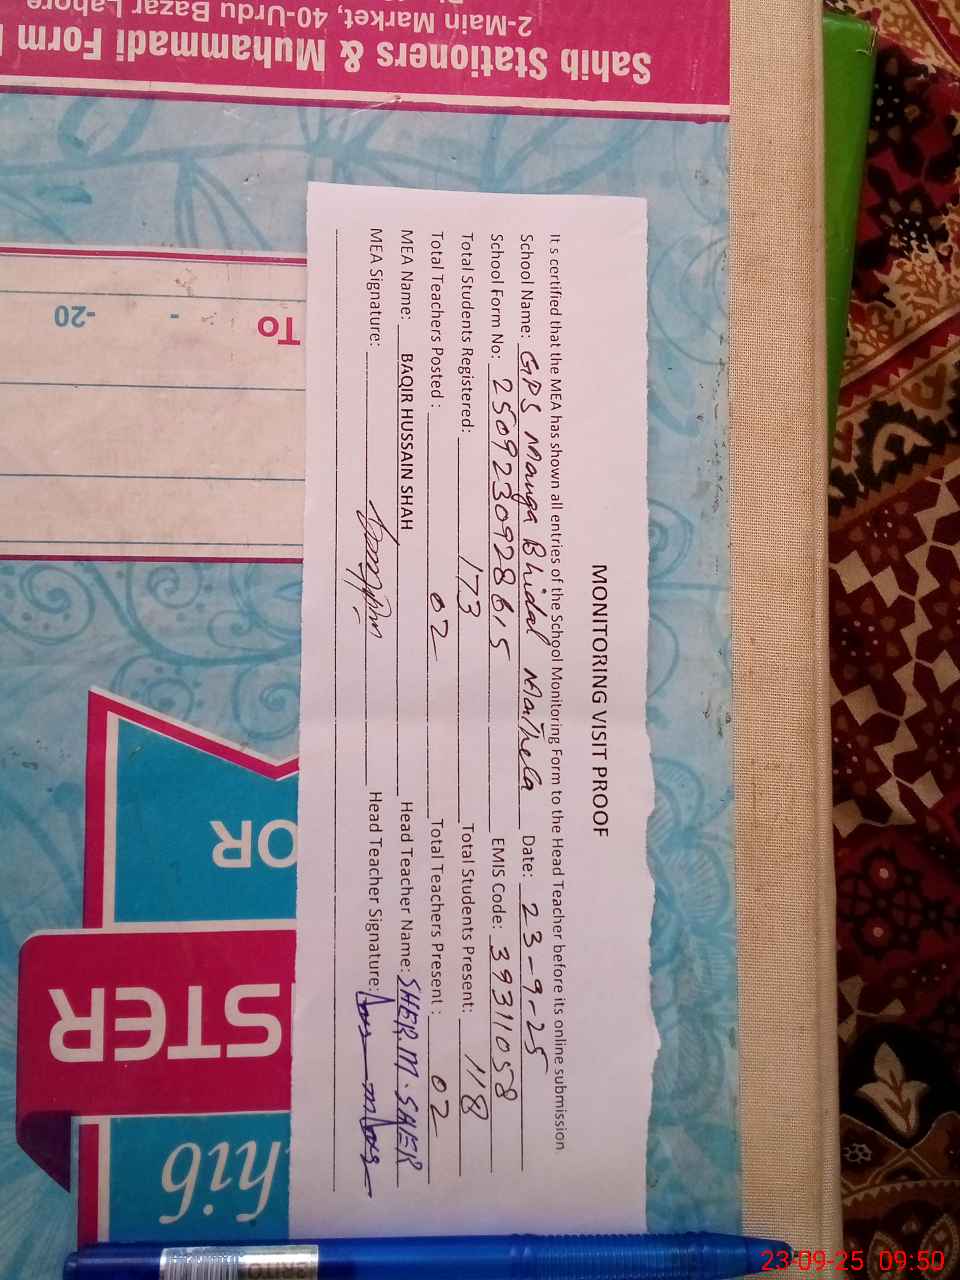 MONITORING VISIT PROOF
It,s certified that the MEA has shown all entries of the School Monitoring Form to the Head Teacher before its online submission.
School Name: GPS Manga Bhidal Date: 23-9-25
School Form No: EMIS Code: 39311058
Total Students Registered: 173 Total Students Present: 118
Total Teachers Posted : 02 Total Teachers Present : 02
MEA Name: BAQIR HUSSAIN SHAH Head Teacher Name: SHER.M.SHER
MEA Signature: Head Teacher Signature:
Sahib Stationers & Muhammadi Form
2-Main Market, 40-Urdu Bazar Lahore
To
- -20
OR
STER
hib
23-09-25 09:50